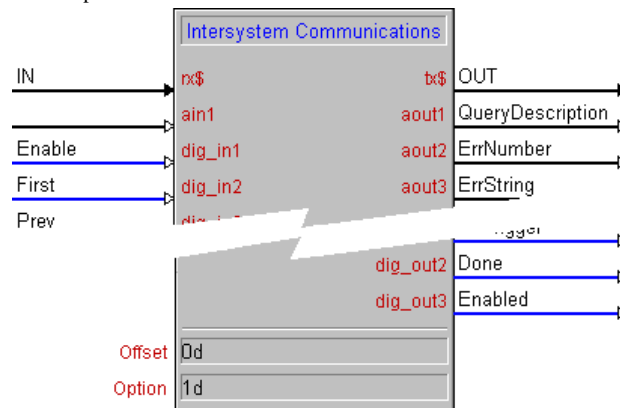 Intersystem Communications
IN rx$ tx$ OUT
ain1 aout1 QueryDescription
Enable dig_in1 aout2 ErrNumber
First dig_in2 aout3 ErrString
Prev
dig_out2 Done
dig_out3 Enabled
Offset 0d
Option 1d